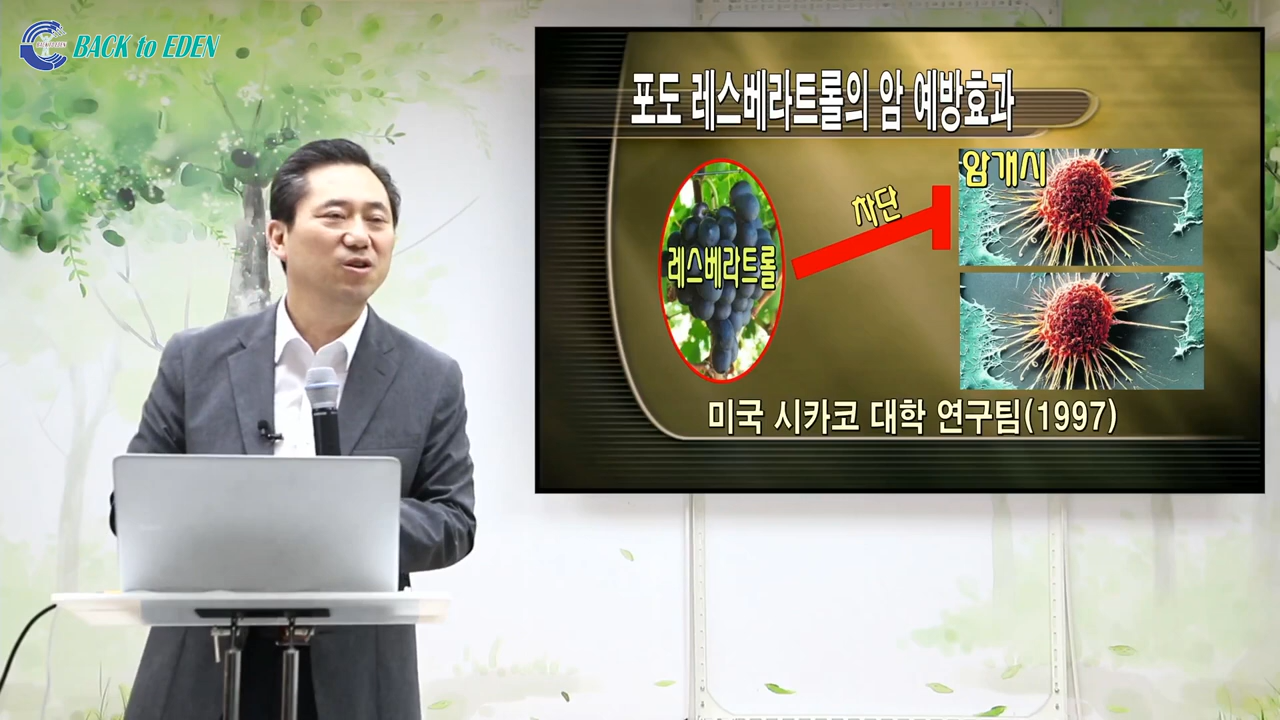 BACK to EDEN
포도 레스베라트롤의 암 예방효과
암개시
차단
레스베라트롤
미국 시카코 대학 연구팀(1997)